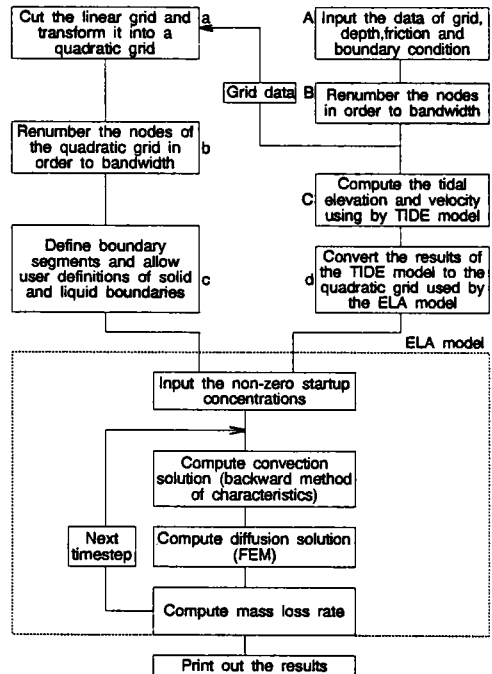 Cut the linear grid and
transform it into a
quadratic grid
a
A
Input the data of grid,
depth,friction and
boundary condition
Grid data
B
Renumber the nodes
in order to bandwidth
Renumber the nodes of
the quadratic grid in
order to bandwidth
b
C
Compute the tidal
elevation and velocity
using by TIDE model
Define boundary
segments and allow
user definitions of solid
and liquid boundaries
c
d
Convert the results of
the TIDE model to the
quadratic grid used by
the ELA model
ELA model
Input the non-zero startup
concentrations
Compute convection
solution (backward method
of characteristics)
Next
timestep
Compute diffusion solution
(FEM)
Compute mass loss rate
Print out the results